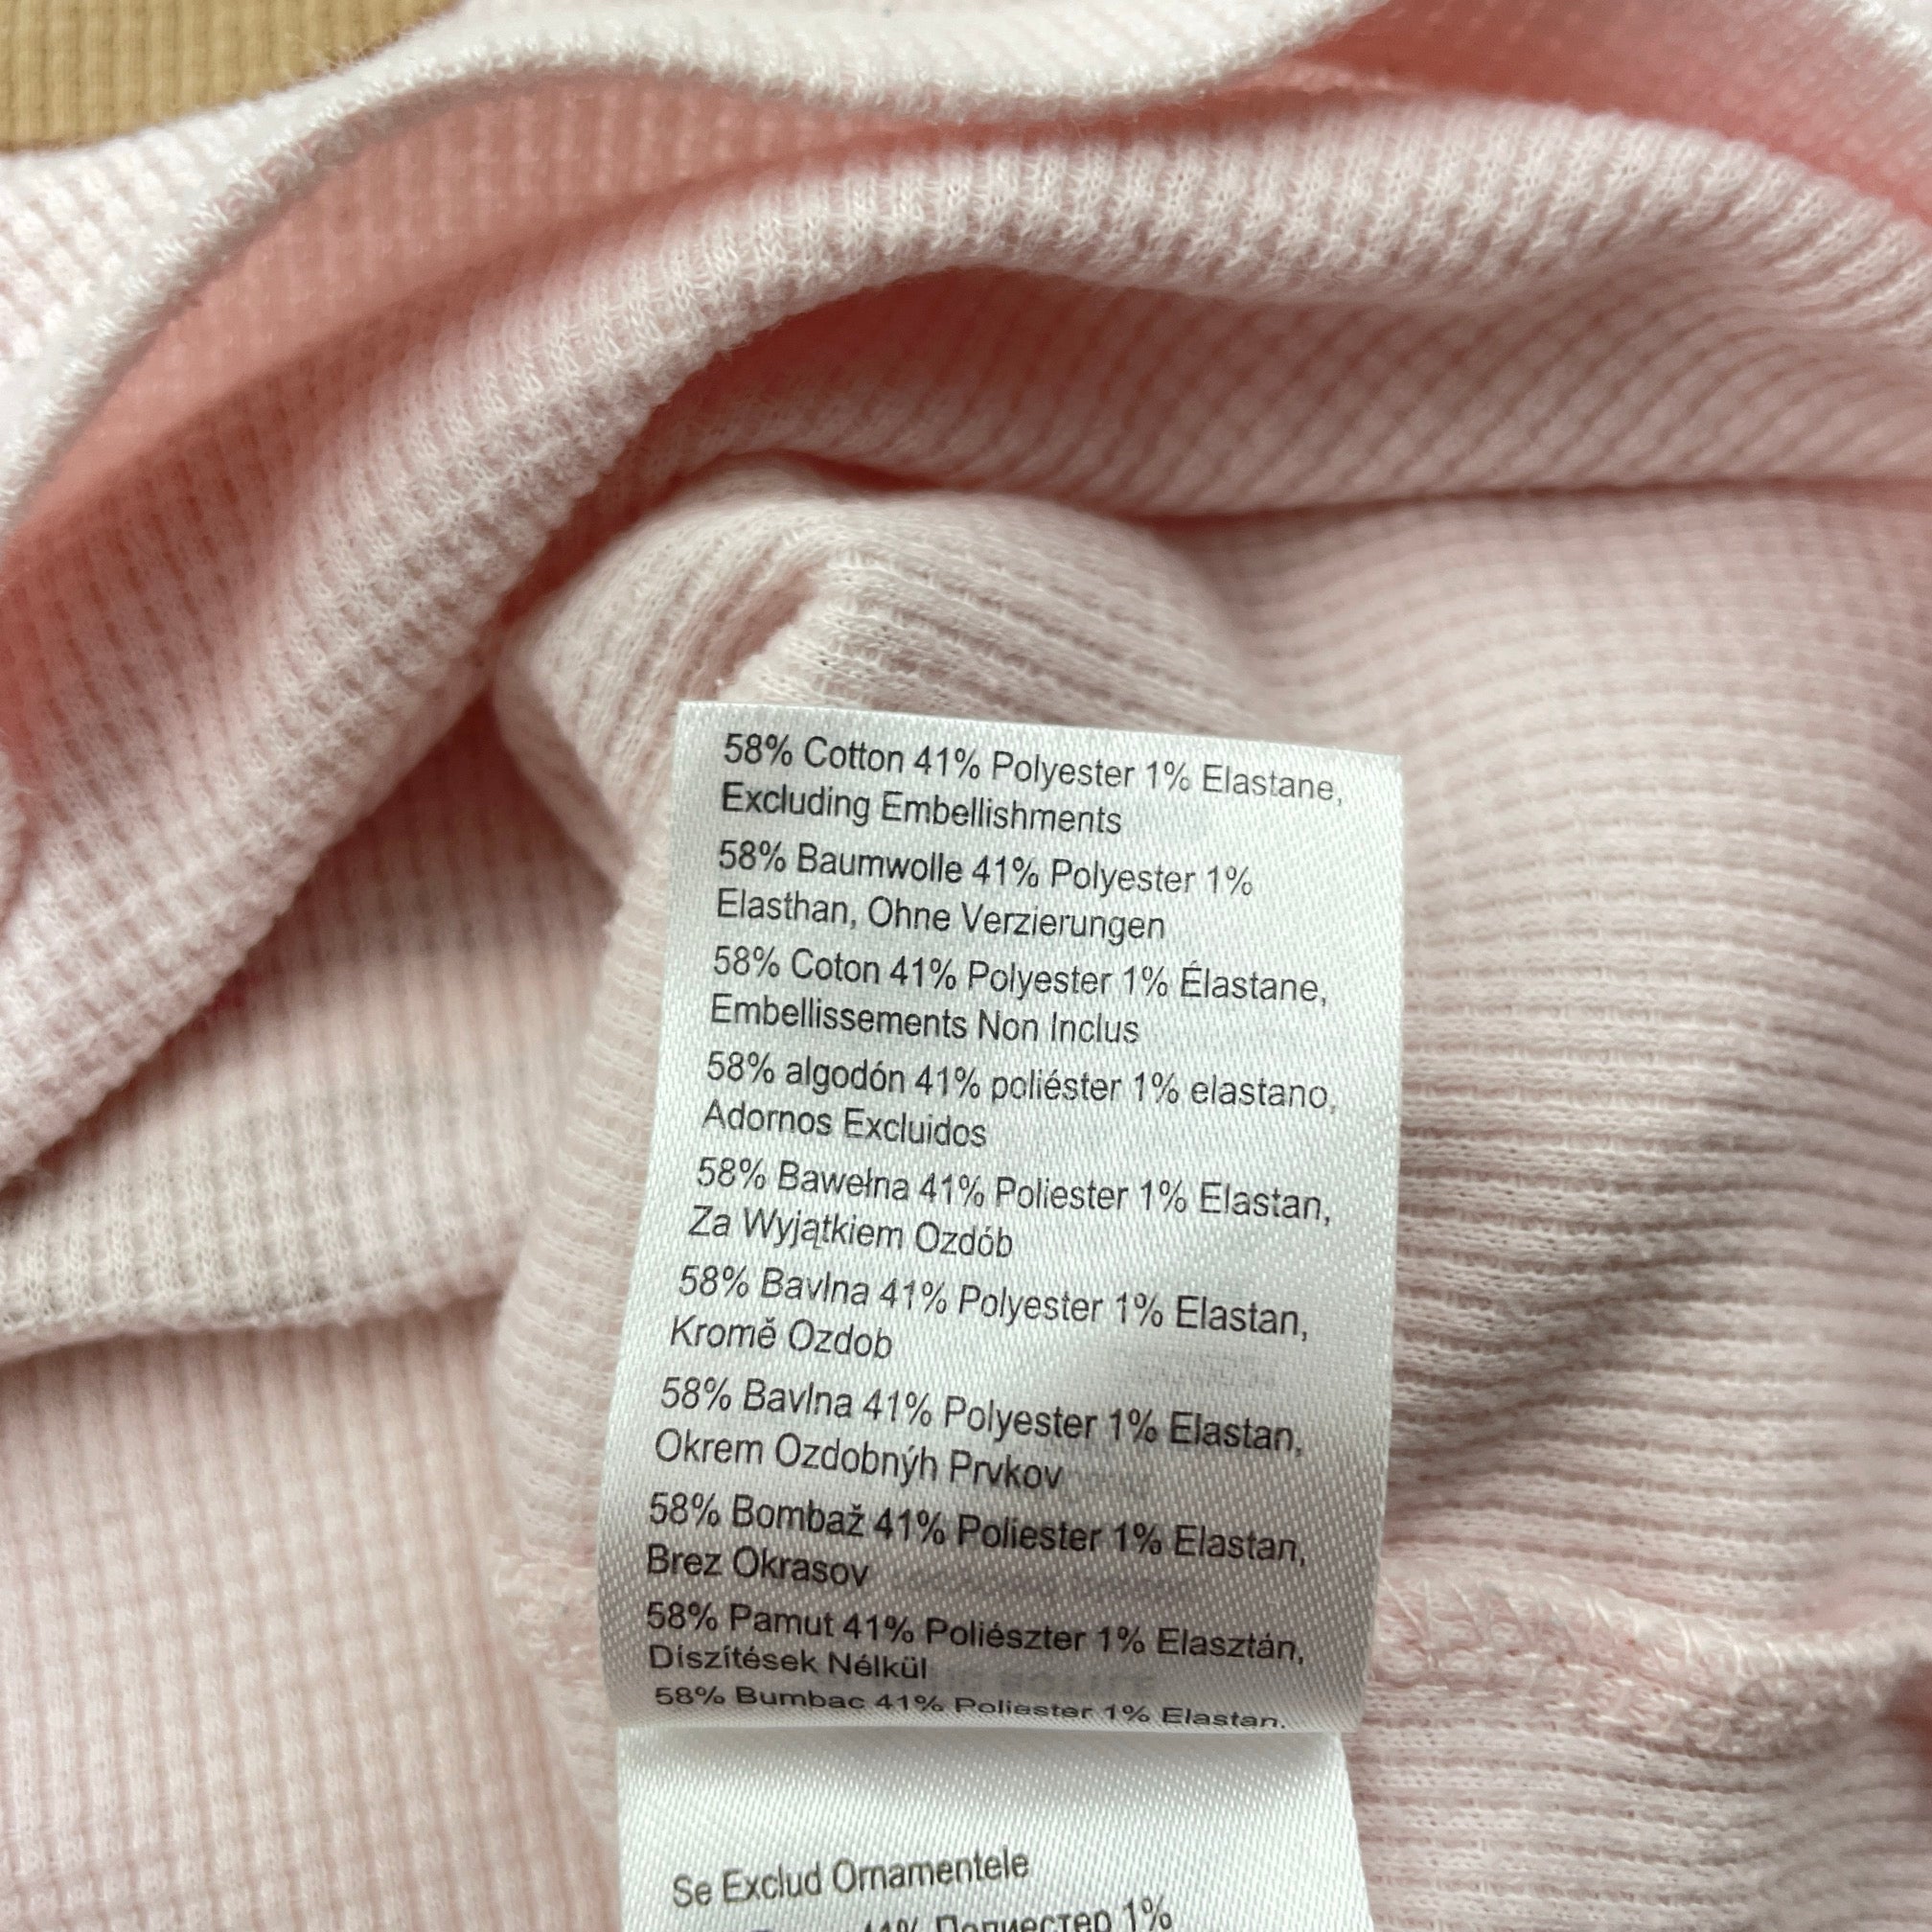 58% Cotton 41% Polyester 1% Elastane,
Excluding Embellishments
58% Baumwolle 41% Polyester 1%
Elasthan, Ohne Verzierungen
58% Coton 41% Polyester 1% Élastane,
Embellissements Non Inclus
58% algodón 41% poliéster 1% elastano,
Adornos Excluidos
58% Bawełna 41% Poliester 1% Elastan,
Za Wyjątkiem Ozdób
58% Bavlna 41% Polyester 1% Elastan,
Kromě Ozdob
58% Bavlna 41% Polyester 1% Elastan,
Okrem Ozdobnýh Prvkov
58% Bombaž 41% Poliester 1% Elastan,
Brez Okrasov
58% Pamut 41% Poliészter 1% Elasztán,
Díszítések Nélkül
58% Bumbac 41% Poliester 1% Elastan.
Se Exclud Ornamentele
41% Полиестер 1%